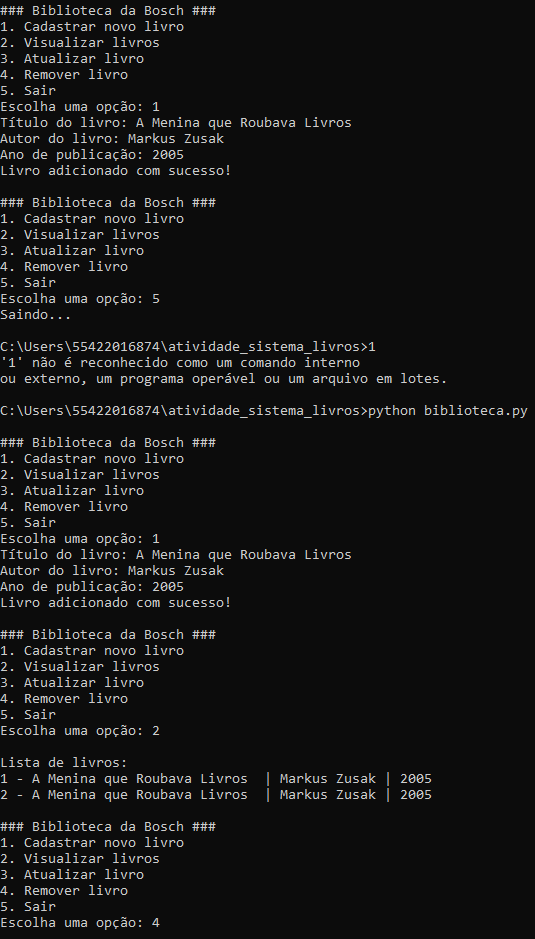 ### Biblioteca da Bosch ###
1. Cadastrar novo livro
2. Visualizar livros
3. Atualizar livro
4. Remover livro
5. Sair
Escolha uma opção: 1
Título do livro: A Menina que Roubava Livros
Autor do livro: Markus Zusak
Ano de publicação: 2005
Livro adicionado com sucesso!

### Biblioteca da Bosch ###
1. Cadastrar novo livro
2. Visualizar livros
3. Atualizar livro
4. Remover livro
5. Sair
Escolha uma opção: 5
Saindo...

C:\Users\55422016874\atividade_sistema_livros>1
'1' não é reconhecido como um comando interno
ou externo, um programa operável ou um arquivo em lotes.

C:\Users\55422016874\atividade_sistema_livros>python biblioteca.py

### Biblioteca da Bosch ###
1. Cadastrar novo livro
2. Visualizar livros
3. Atualizar livro
4. Remover livro
5. Sair
Escolha uma opção: 1
Título do livro: A Menina que Roubava Livros
Autor do livro: Markus Zusak
Ano de publicação: 2005
Livro adicionado com sucesso!

### Biblioteca da Bosch ###
1. Cadastrar novo livro
2. Visualizar livros
3. Atualizar livro
4. Remover livro
5. Sair
Escolha uma opção: 2

Lista de livros:
1 - A Menina que Roubava Livros  | Markus Zusak | 2005
2 - A Menina que Roubava Livros  | Markus Zusak | 2005

### Biblioteca da Bosch ###
1. Cadastrar novo livro
2. Visualizar livros
3. Atualizar livro
4. Remover livro
5. Sair
Escolha uma opção: 4